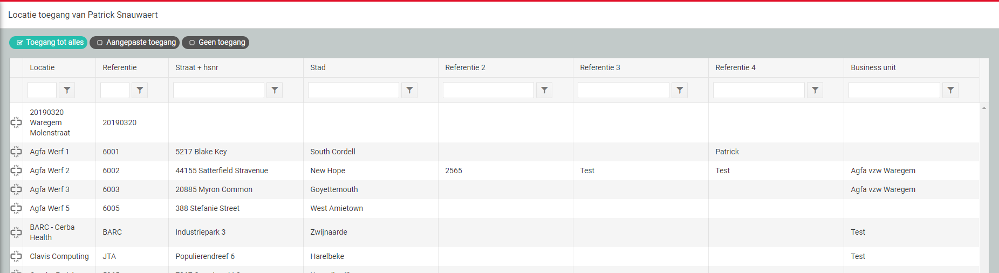 Locatie toegang van Patrick Snauwaert
Toegang tot alles Aangepaste toegang Geen toegang
Locatie Referentie Straat + hsnr Stad Referentie 2 Referentie 3 Referentie 4 Business unit
20190320
Waregem
Molenstraat
20190320
Agfa Werf 1 6001 5217 Blake Key South Cordell Patrick
Agfa Werf 2 6002 44155 Satterfield Stravenue New Hope 2565 Test Test Agfa vzw Waregem
Agfa Werf 3 6003 20885 Myron Common Goyettemouth Agfa vzw Waregem
Agfa Werf 5 6005 388 Stefanie Street West Amietown
BARC - Cerba
Health
BARC Industriepark 3 Zwijnaarde Test
Clavis Computing JTA Populierendreef 6 Harelbeke Test